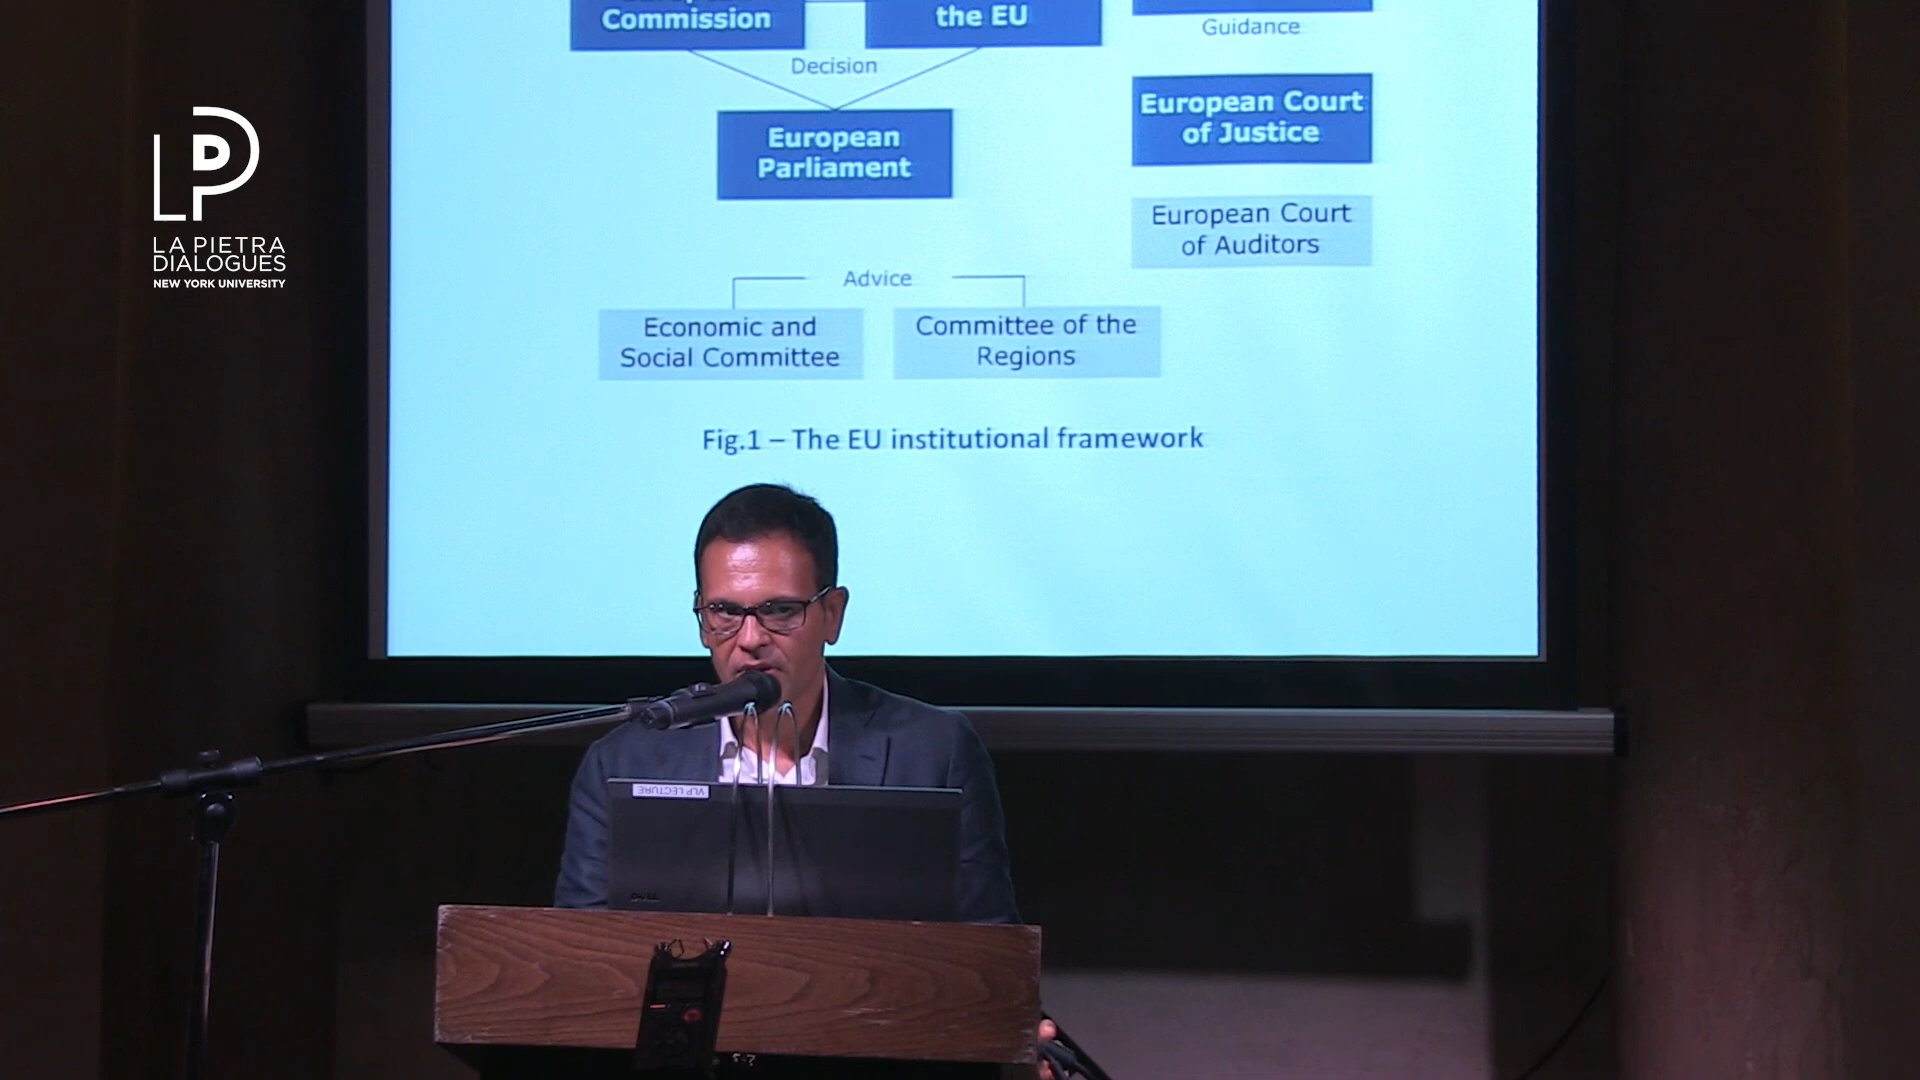 Commission
the EU
Guidance
Decision
European Court
of Justice
European
Parliament
European Court
of Auditors
Advice
Economic and
Social Committee
Committee of the
Regions
Fig.1 – The EU institutional framework
LPD
LA PIETRA
DIALOGUES
NEW YORK UNIVERSITY
VLP LECTURE
DELL